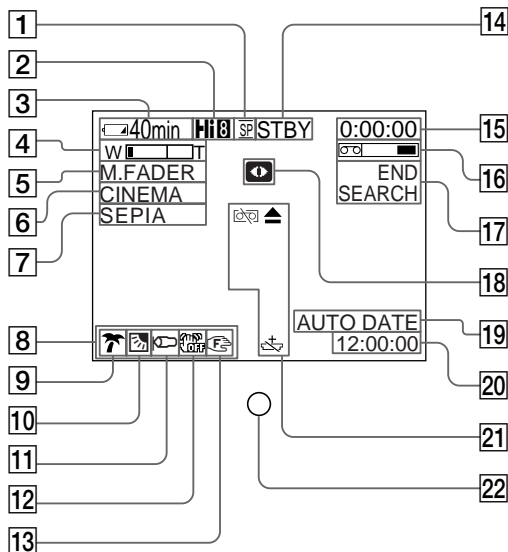 1
14
2
3
40min Hi8 SP STBY 0:00:00
15
4
W T
16
5
M.FADER
END
SEARCH
17
6
CINEMA
7
SEPIA
18
AUTO DATE
19
8
OFF
F
12:00:00
20
9
10
21
11
12
22
13